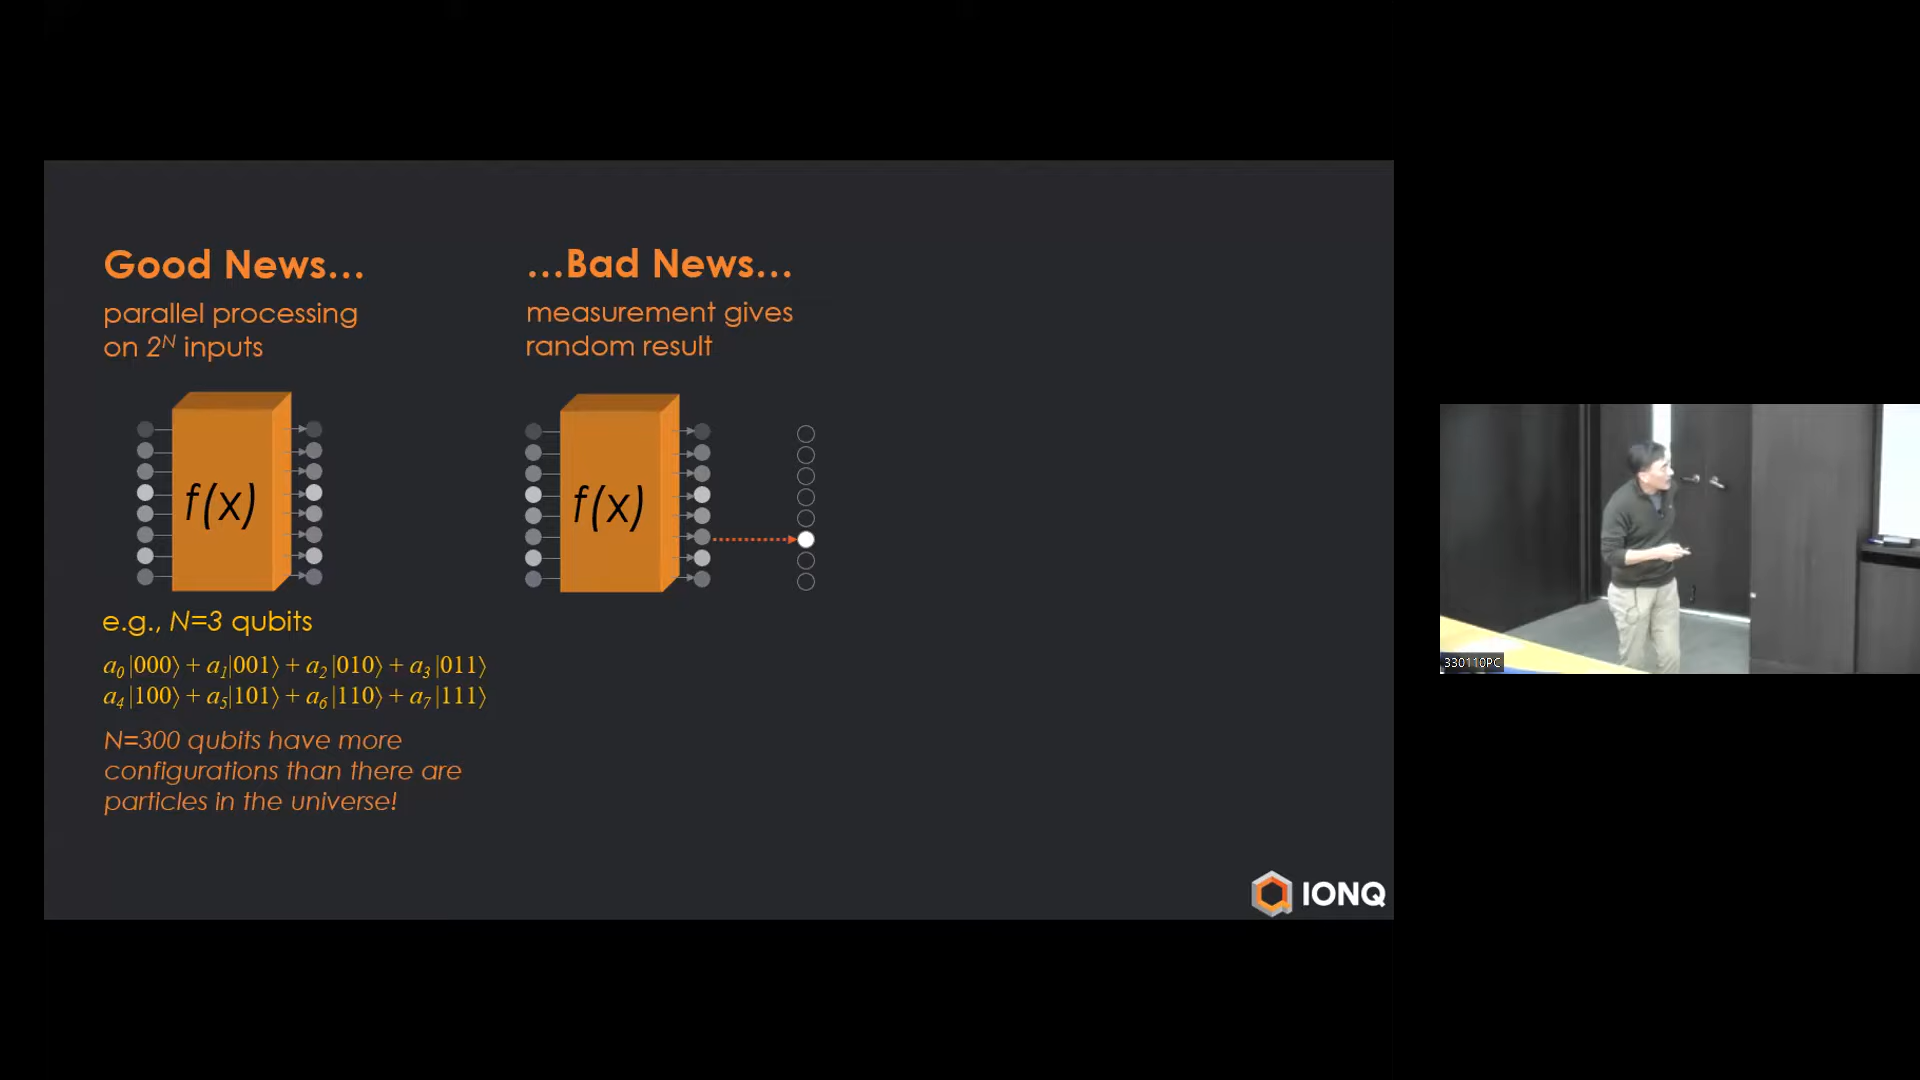 Good News...
parallel processing
on 2^N inputs
f(x)
e.g., N=3 qubits
a0|000⟩ + a1|001⟩ + a2|010⟩ + a3|011⟩
a4|100⟩ + a5|101⟩ + a6|110⟩ + a7|111⟩
N=300 qubits have more
configurations than there are
particles in the universe!
...Bad News...
measurement gives
random result
f(x)
IONQ
330110PC